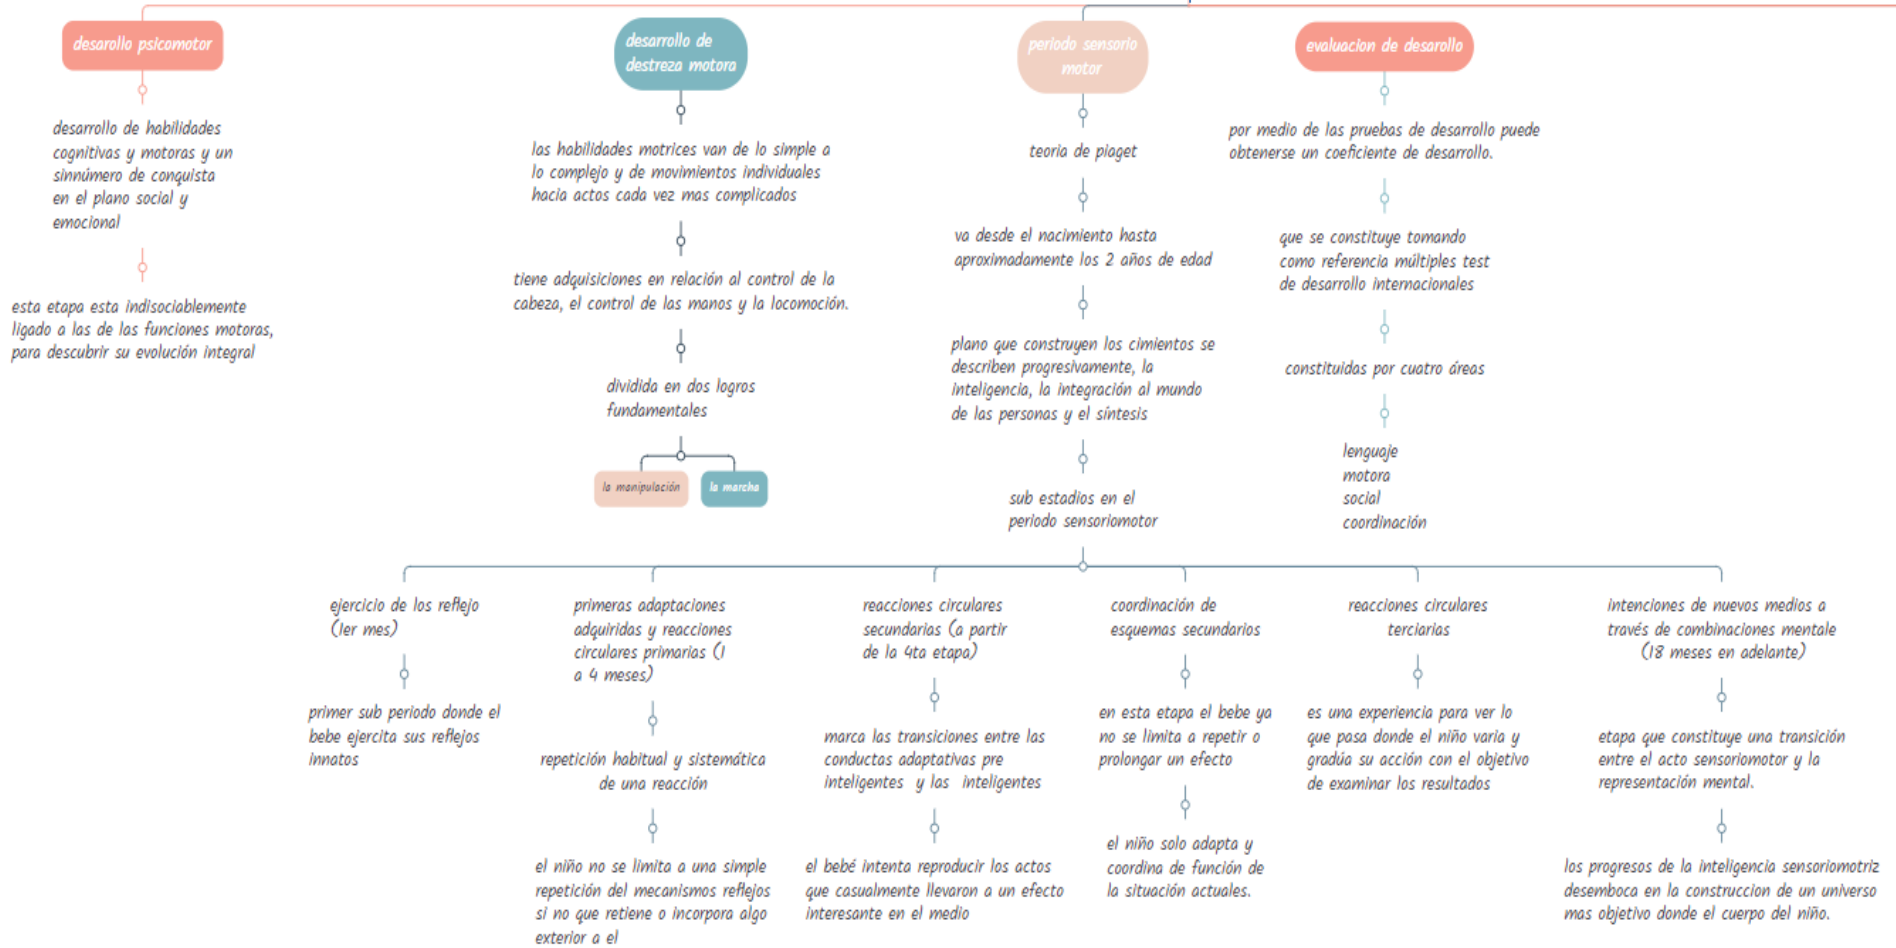 desarollo psicomotor
desarrollo de habilidades
cognitivas y motoras y un
sinnúmero de conquista
en el plano social y
emocional
esta etapa esta indisociablemente
ligado a las de las funciones motoras,
para descubrir su evolución integral
desarrollo de
destreza motora
las habilidades motrices van de lo simple a
lo complejo y de movimientos individuales
hacia actos cada vez mas complicados
tiene adquisiciones en relación al control de la
cabeza, el control de las manos y la locomoción.
dividida en dos logros
fundamentales
la manipulación
la marcha
periodo sensorio
motor
teoria de piaget
va desde el nacimiento hasta
aproximadamente los 2 años de edad
plano que construyen los cimientos se
describen progresivamente, la
inteligencia, la integración al mundo
de las personas y el síntesis
sub estadios en el
periodo sensoriomotor
evaluacion de desarollo
por medio de las pruebas de desarrollo puede
obtenerse un coeficiente de desarrollo.
que se constituye tomando
como referencia múltiples test
de desarrollo internacionales
constituidas por cuatro áreas
lenguaje
motora
social
coordinación
ejercicio de los reflejo
(1er mes)
primer sub periodo donde el
bebe ejercita sus reflejos
innatos
primeras adaptaciones
adquiridas y reacciones
circulares primarias (1
a 4 meses)
repetición habitual y sistemática
de una reacción
el niño no se limita a una simple
repetición del mecanismos reflejos
si no que retiene o incorpora algo
exterior a el
reacciones circulares
secundarias (a partir
de la 4ta etapa)
marca las transiciones entre las
conductas adaptativas pre
inteligentes y las inteligentes
el bebé intenta reproducir los actos
que casualmente llevaron a un efecto
interesante en el medio
coordinación de
esquemas secundarios
en esta etapa el bebe ya
no se limita a repetir o
prolongar un efecto
el niño solo adapta y
coordina de función de
la situación actuales.
reacciones circulares
terciarias
es una experiencia para ver lo
que pasa donde el niño varia y
gradúa su acción con el objetivo
de examinar los resultados
intenciones de nuevos medios a
través de combinaciones mentale
(18 meses en adelante)
etapa que constituye una transición
entre el acto sensoriomotor y la
representación mental.
los progresos de la inteligencia sensoriomotriz
desemboca en la construccion de un universo
mas objetivo donde el cuerpo del niño.